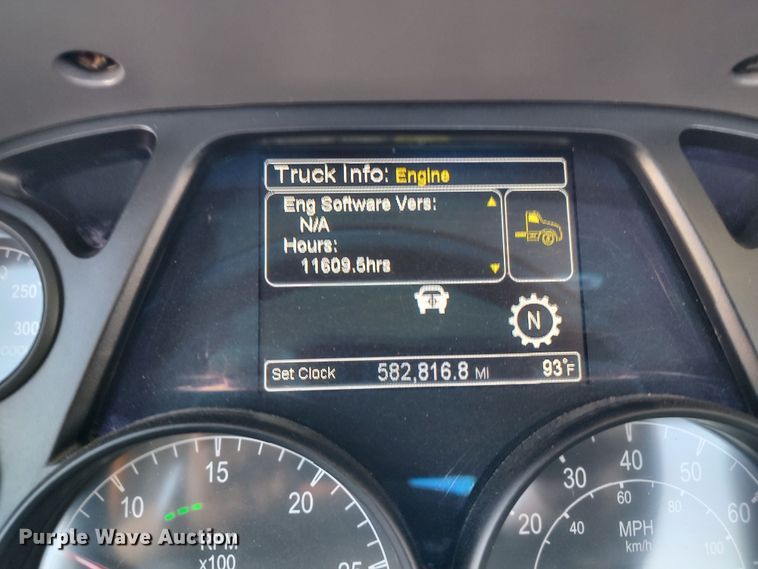 Truck Info: Engine
Eng Software Vers:
N/A
Hours:
11609.5hrs
N
Set Clock 582,816.8 MI 93°F
250
300
10 15 20 25
RPM
x100
20 30 40 50 60
40 60 80 100
MPH
km/h
Purple Wave Auction